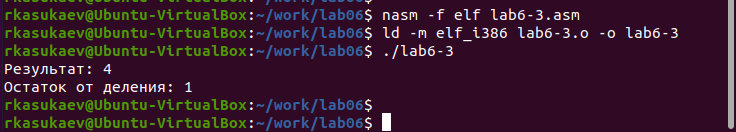 rkasukaev@Ubuntu-VirtualBox:~/work/lab06$ nasm -f elf lab6-3.asm
rkasukaev@Ubuntu-VirtualBox:~/work/lab06$ ld -m elf_i386 lab6-3.o -o lab6-3
rkasukaev@Ubuntu-VirtualBox:~/work/lab06$ ./lab6-3
Результат: 4
Остаток от деления: 1
rkasukaev@Ubuntu-VirtualBox:~/work/lab06$
rkasukaev@Ubuntu-VirtualBox:~/work/lab06$